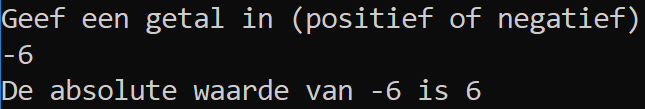 Geef een getal in (positief of negatief)
-6
De absolute waarde van -6 is 6